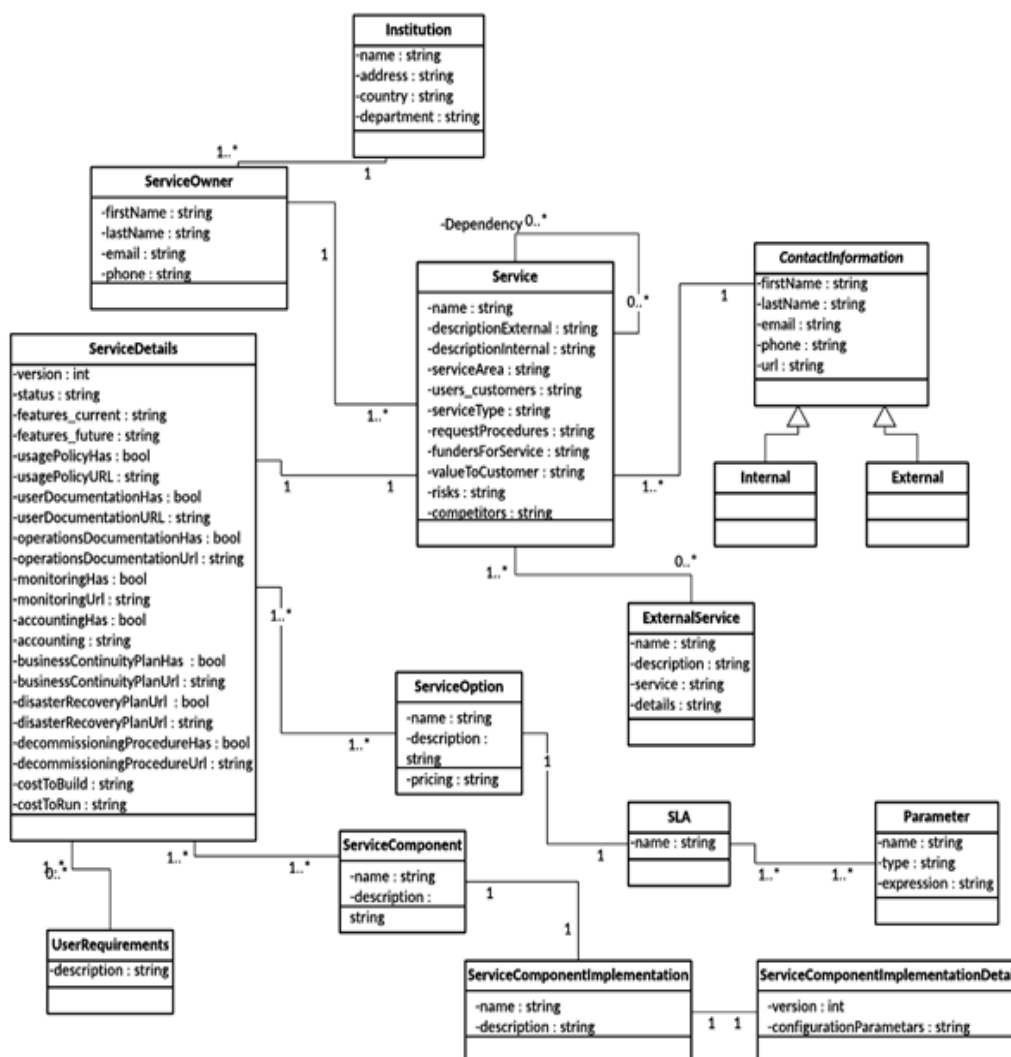 Institution
-name : string
-address : string
-country : string
-department : string
1..*
1
ServiceOwner
-firstName : string
-lastName : string
-email : string
-phone : string
1
1..*
-Dependency
0..*
0..*
Service
-name : string
-descriptionExternal : string
-descriptionInternal : string
-serviceArea : string
-users_customers : string
-serviceType : string
-requestProcedures : string
-fundersForService : string
-valueToCustomer : string
-risks : string
-competitors : string
1
1..*
ContactInformation
-firstName : string
-lastName : string
-email : string
-phone : string
-url : string
Internal
External
ServiceDetails
-version : int
-status : string
-features_current : string
-features_future : string
-usagePolicyHas : bool
-usagePolicyURL : string
-userDocumentationHas : bool
-userDocumentationURL : string
-operationsDocumentationHas : bool
-operationsDocumentationUrl : string
-monitoringHas : bool
-monitoringUrl : string
-accountingHas : bool
-accounting : string
-businessContinuityPlanHas : bool
-businessContinuityPlanUrl : string
-disasterRecoveryPlanUrl : bool
-disasterRecoveryPlanUrl : string
-decommissioningProcedureHas : bool
-decommissioningProcedureUrl : string
-costToBuild : string
-costToRun : string
1
1
1..*
0..*
ExternalService
-name : string
-description : string
-service : string
-details : string
1..*
1..*
ServiceOption
-name : string
-description :
string
-pricing : string
1
1
SLA
-name : string
1..*
1..*
Parameter
-name : string
-type : string
-expression : string
1..*
1..*
ServiceComponent
-name : string
-description :
string
1
1
1..*
0..*
UserRequirements
-description : string
ServiceComponentImplementation
-name : string
-description : string
1
1
ServiceComponentImplementationDetai
-version : int
-configurationParametars : string